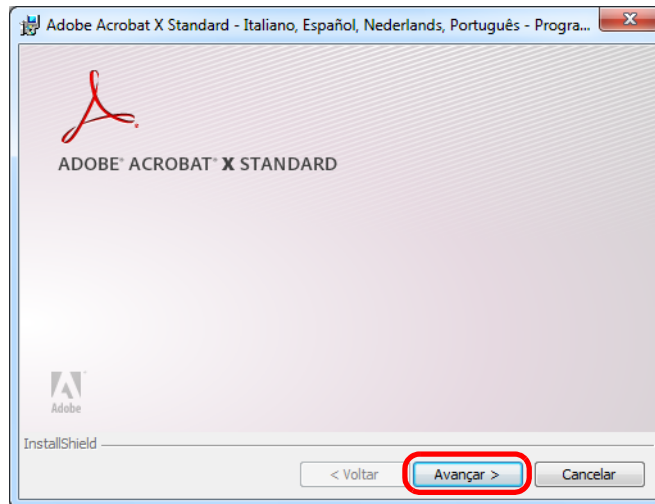 Adobe Acrobat X Standard - Italiano, Español, Nederlands, Português - Progra...
ADOBE® ACROBAT® X STANDARD
Adobe
InstallShield
< Voltar Avançar > Cancelar